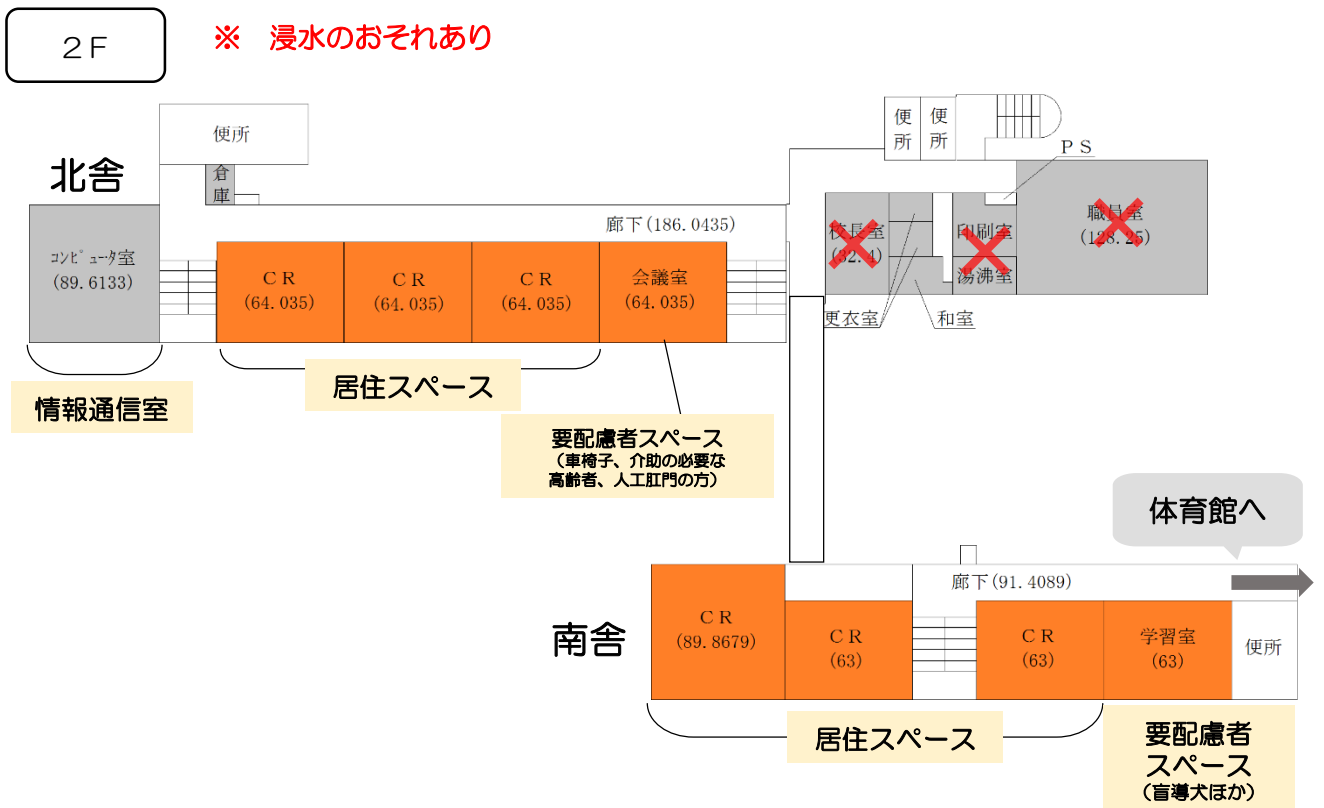 ２Ｆ
※　浸水のおそれあり
便所
便所
便所
ＰＳ
北舎
倉庫
廊下(186.0435)
校長室
(32.4)
印刷室
職員室
(128.25)
湯沸室
コンピュータ室
(89.6133)
ＣＲ
(64.035)
ＣＲ
(64.035)
ＣＲ
(64.035)
会議室
(64.035)
更衣室
和室
情報通信室
居住スペース
要配慮者スペース
（車椅子、介助の必要な
高齢者、人工肛門の方）
体育館へ
廊下(91.4089)
南舎
ＣＲ
(89.8679)
ＣＲ
(63)
ＣＲ
(63)
学習室
(63)
便所
居住スペース
要配慮者
スペース
（盲導犬ほか）